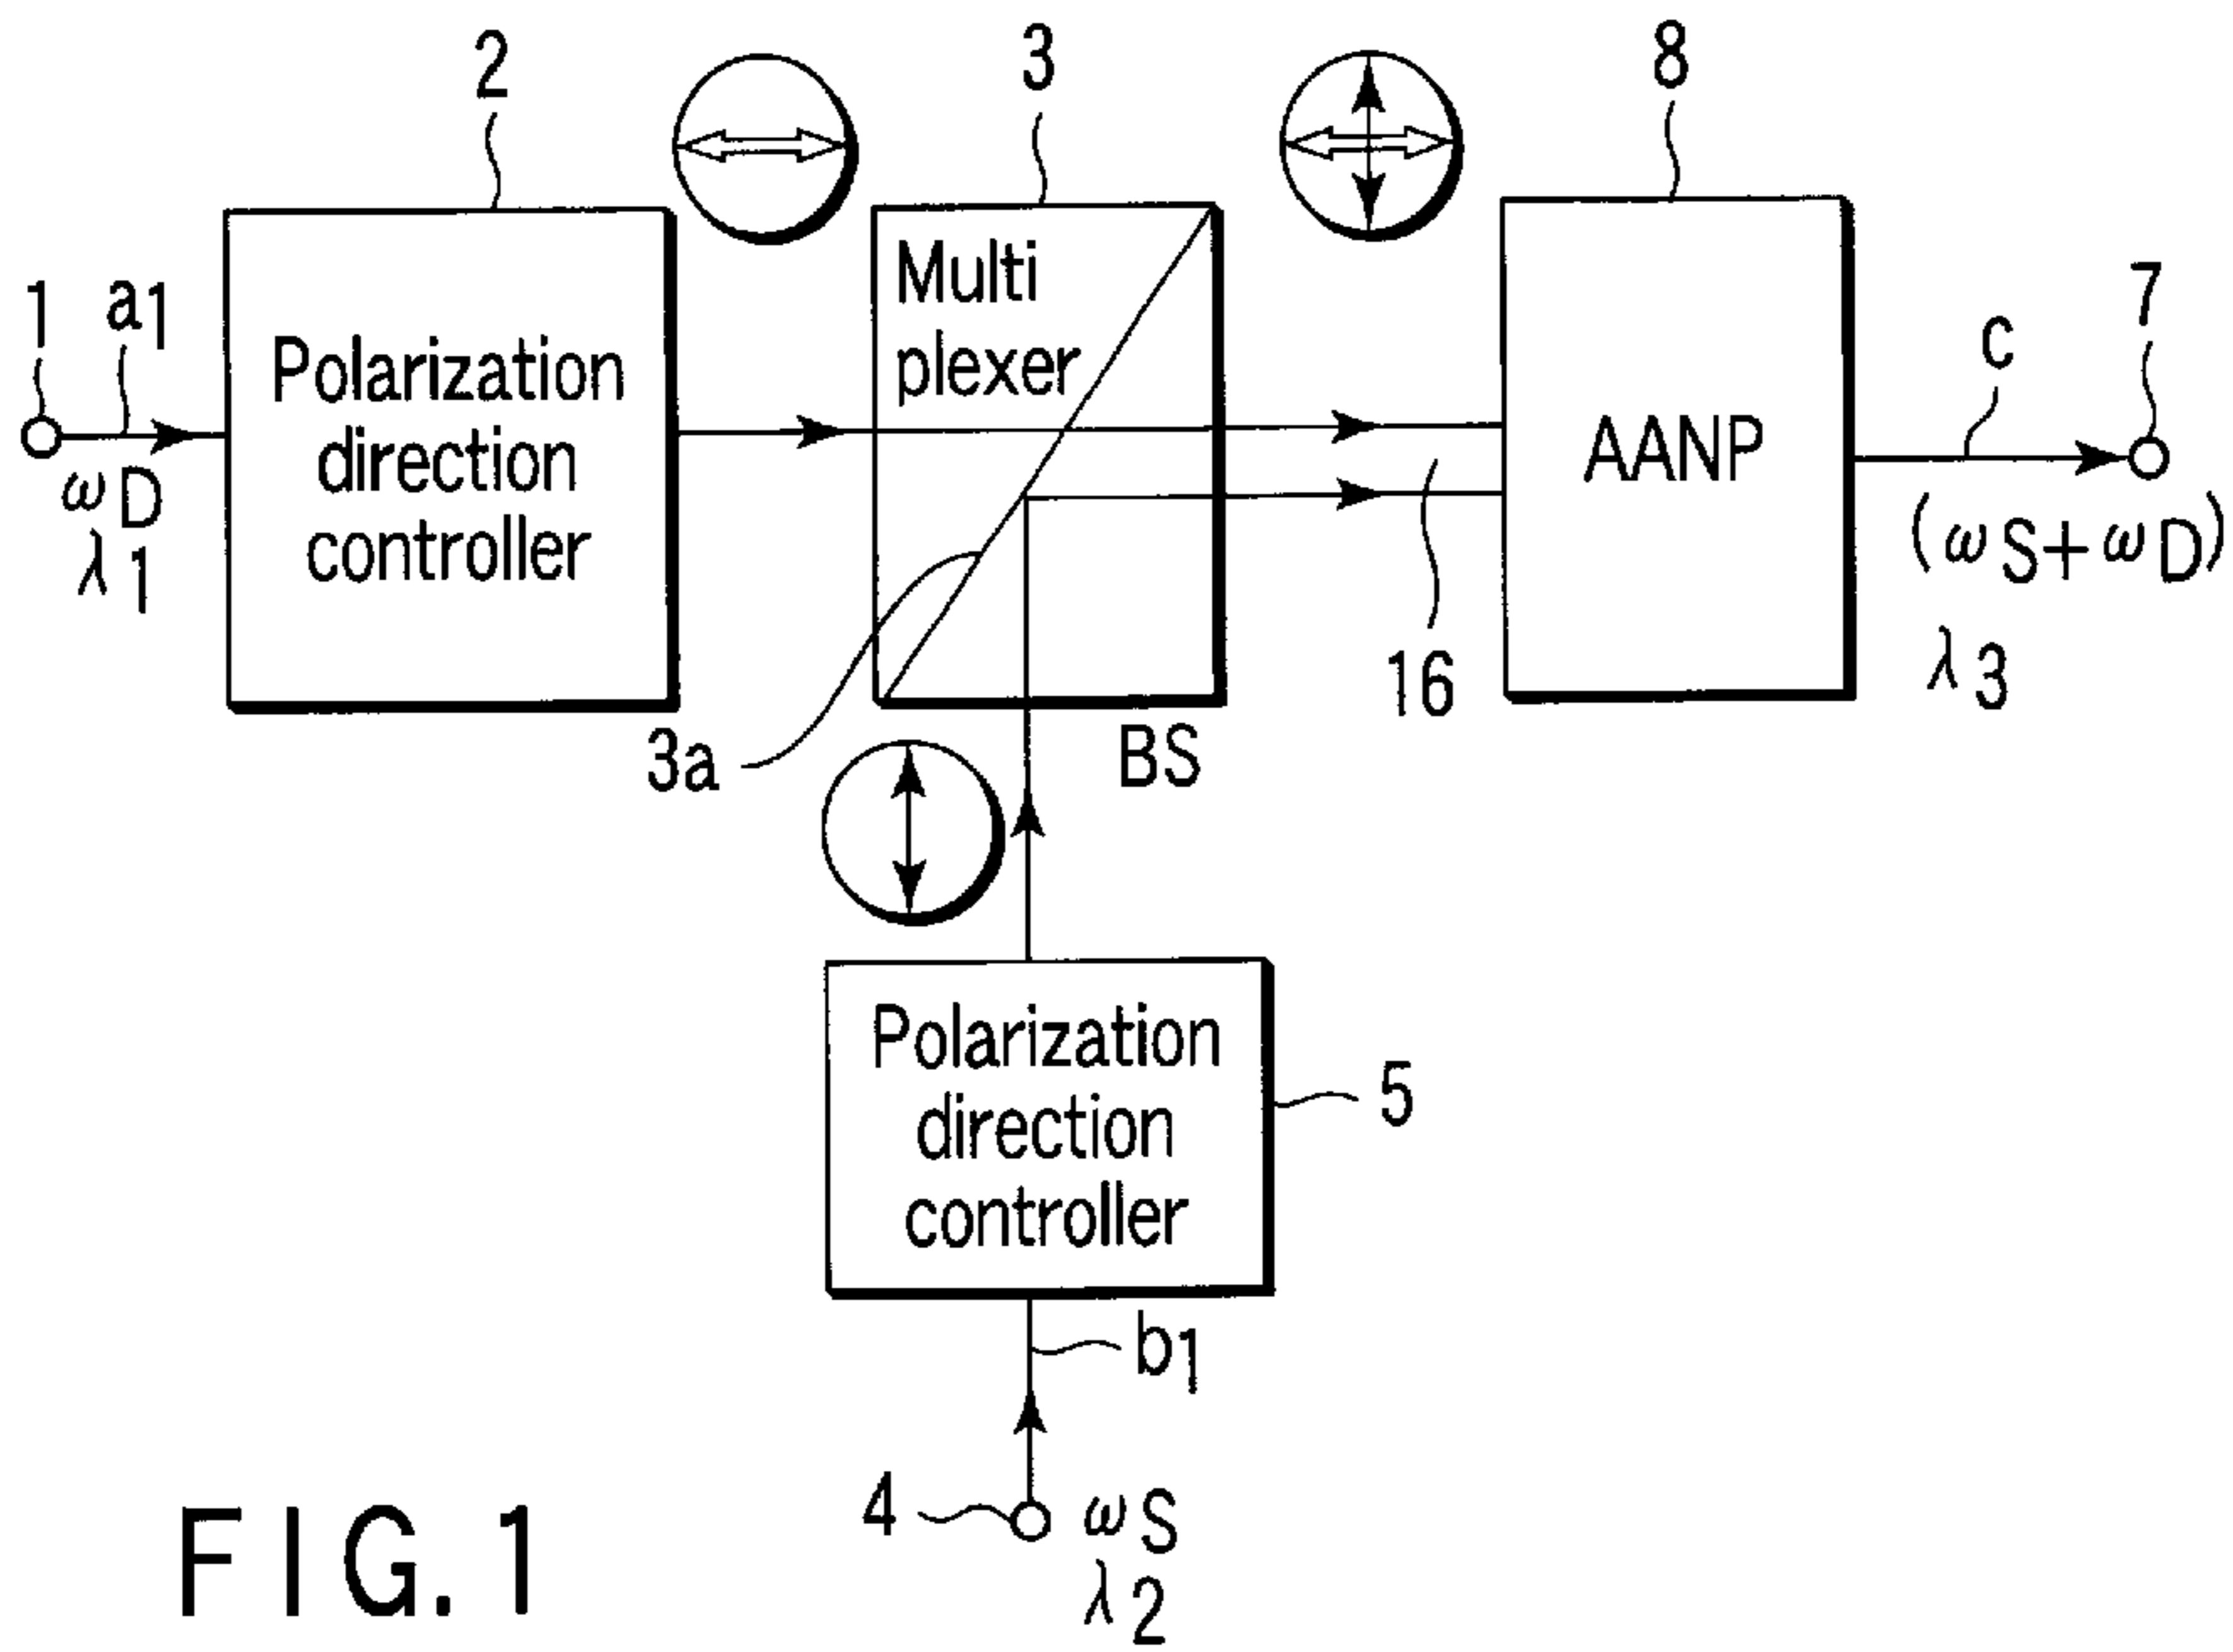 2
3
8
1
a1
ωD
λ1
Polarization
direction
controller
Multi
plexer
AANP
7
c
(ωS+ωD)
λ3
16
3a
BS
Polarization
direction
controller
5
b1
4
ωS
λ2
FIG.1